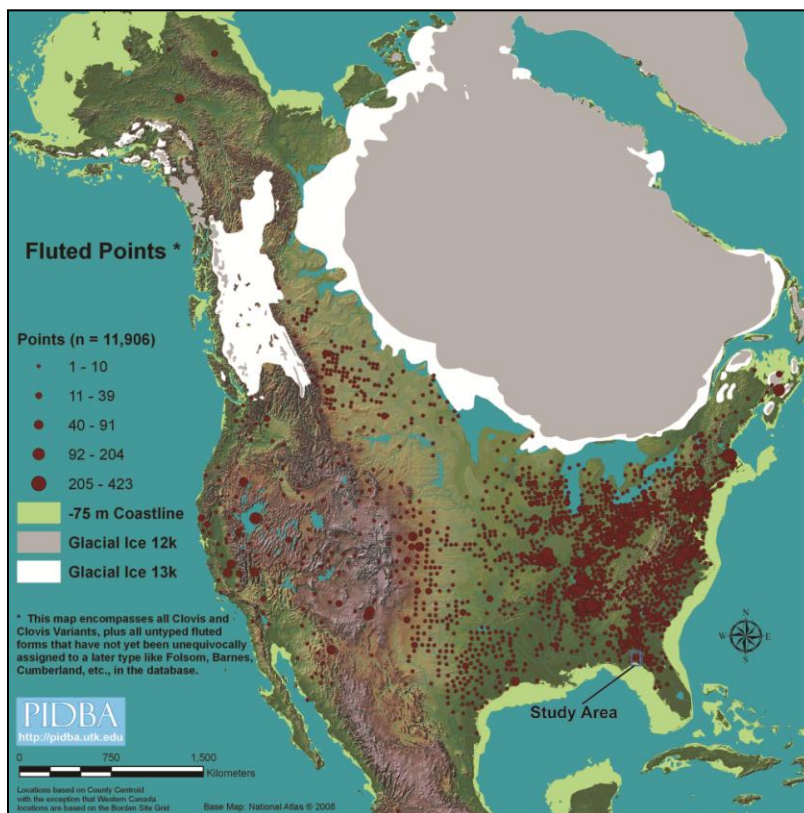 Fluted Points *
Points (n = 11,906)
1 - 10
11 - 39
40 - 91
92 - 204
205 - 423
-75 m Coastline
Glacial Ice 12k
Glacial Ice 13k
* This map encompasses all Clovis and
Clovis Variants, plus all untyped fluted
forms that have not yet been unequivocally
assigned to a later type like Folsom, Barnes,
Cumberland, etc., in the database.
N
W E
S
Study Area
PIDBA
http://pidba.utk.edu
0 750 1,500
Kilometers
Locations based on County Centroid
with the exception that Western Canada
locations are based on the Borden Site Grid
Base Map: National Atlas ® 2008